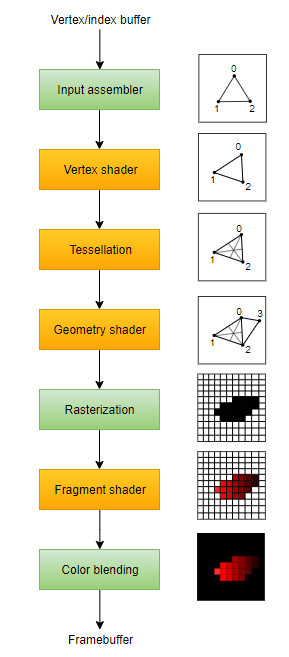 Vertex/index buffer
Input assembler
0
1 2
Vertex shader
0
1
2
Tessellation
0
1
2
Geometry shader
0 3
1
2
Rasterization
Fragment shader
Color blending
Framebuffer